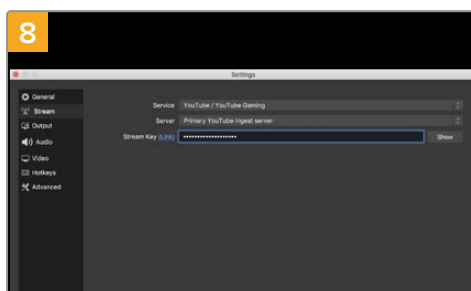 8
Settings
General
Stream
Output
Audio
Video
Hotkeys
Advanced
Service YouTube / YouTube Gaming
Server Primary YouTube ingest server
Stream Key (Link) ••••••••••••••••••• Show